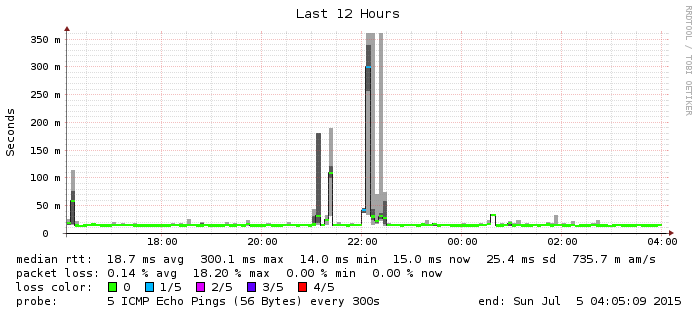 Last 12 Hours
RRDTOOL / TOBI OETIKER
Seconds
350 m
300 m
250 m
200 m
150 m
100 m
50 m
0
18:00 20:00 22:00 00:00 02:00 04:00
median rtt: 18.7 ms avg 300.1 ms max 14.0 ms min 15.0 ms now 25.4 ms sd 735.7 m am/s
packet loss: 0.14 % avg 18.20 % max 0.00 % min 0.00 % now
loss color: 0 1/5 2/5 3/5 4/5
probe: 5 ICMP Echo Pings (56 Bytes) every 300s end: Sun Jul 5 04:05:09 2015